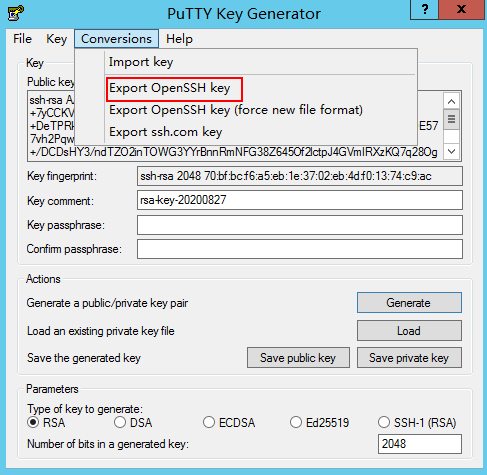 PuTTY Key Generator
?
File Key Conversions Help
Import key
Export OpenSSH key
Export OpenSSH key (force new file format)
Export ssh.com key
Key
Public key
ssh-rsa
+7yCCKV
+DeTPRk
E57
7vh2Pqw
+/DCDsHY3/ndTZO2inTOWG3YYrBnnRmNFG38Z645Of2lctpJ4GVmIRXzKQ7q28Og
Key fingerprint: ssh-rsa 2048 70:bf:bc:f6:a5:eb:1e:37:02:eb:4d:f0:13:74:c9:ac
Key comment: rsa-key-20200827
Key passphrase:
Confirm passphrase:
Actions
Generate a public/private key pair Generate
Load an existing private key file Load
Save the generated key Save public key Save private key
Parameters
Type of key to generate:
RSA DSA ECDSA Ed25519 SSH-1 (RSA)
Number of bits in a generated key: 2048